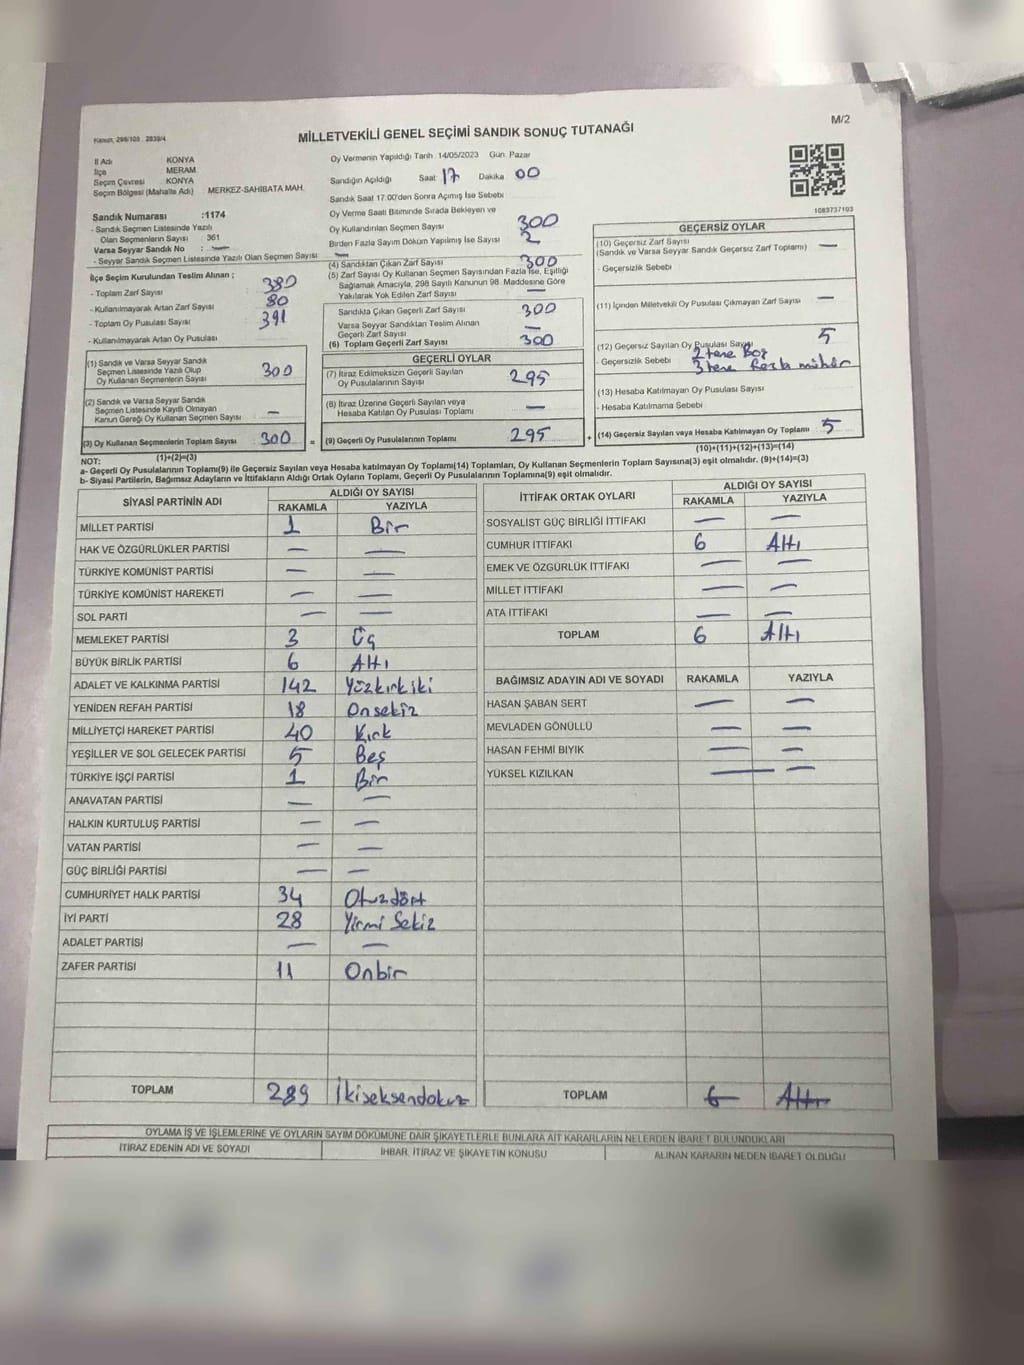 Kanun, 298/103 . 2839/4
MİLLETVEKİLİ GENEL SEÇİMİ SANDIK SONUÇ TUTANAĞI
M/2
İl Adı KONYA
İlçe MERAM
Seçim Çevresi KONYA
Seçim Bölgesi (Mahalle Adı) MERKEZ-SAHIBATA MAH.
Sandık Numarası :1174
- Sandık Seçmen Listesinde Yazılı
Olan Seçmenlerin Sayısı : 361
Varsa Seyyar Sandık No : —
- Seyyar Sandık Seçmen Listesinde Yazılı Olan Seçmen Sayısı —
Oy Vermenin Yapıldığı Tarih :14/05/2023 Gün: Pazar
Sandığın Açıldığı Saat 17 Dakika 00
Sandık Saat 17:00'den Sonra Açmış İse Sebebi
Oy Verme Saati Bitiminde Sırada Bekleyen ve
Oy Kullandırılan Seçmen Sayısı 300
Birden Fazla Sayım Döküm Yapılmış İse Sayısı 2
1083737103
İlçe Seçim Kurulundan Teslim Alınan ;
- Toplam Zarf Sayısı 380
- Kullanılmayarak Artan Zarf Sayısı 80
- Toplam Oy Pusulası Sayısı 391
- Kullanılmayarak Artan Oy Pusulası
(1) Sandık ve Varsa Seyyar Sandık
Seçmen Listesinde Yazılı Olup
Oy Kullanan Seçmenlerin Sayısı 300
(2) Sandık ve Varsa Seyyar Sandık
Seçmen Listesinde Kayıtlı Olmayan
Kanun Gereği Oy Kullanan Seçmen Sayısı —
(3) Oy Kullanan Seçmenlerin Toplam Sayısı 300 =
(1)+(2)=(3)
(4) Sandıktan Çıkan Zarf Sayısı 300
(5) Zarf Sayısı Oy Kullanan Seçmen Sayısından Fazla İse, Eşitliği
Sağlamak Amacıyla, 298 Sayılı Kanunun 98. Maddesine Göre
Yakılarak Yok Edilen Zarf Sayısı —
Sandıkta Çıkan Geçerli Zarf Sayısı 300
Varsa Seyyar Sandıktan Teslim Alınan
Geçerli Zarf Sayısı —
(6) Toplam Geçerli Zarf Sayısı 300
GEÇERLİ OYLAR
(7) İtiraz Edilmeksizin Geçerli Sayılan
Oy Pusulalarının Sayısı 295
(8) İtiraz Üzerine Geçerli Sayılan veya
Hesaba Katılan Oy Pusulası Toplamı —
(9) Geçerli Oy Pusulalarının Toplamı 295 +
GEÇERSİZ OYLAR
(10) Geçersiz Zarf Sayısı
(Sandık ve Varsa Seyyar Sandık Geçersiz Zarf Toplamı) —
- Geçersizlik Sebebi
(11) İçinden Milletvekili Oy Pusulası Çıkmayan Zarf Sayısı —
(12) Geçersiz Sayılan Oy Pusulası Sayısı 5
- Geçersizlik Sebebi 2 tane Boş
3 tane fazla mühür
(13) Hesaba Katılmayan Oy Pusulası Sayısı
- Hesaba Katılmama Sebebi
(14) Geçersiz Sayılan veya Hesaba Katılmayan Oy Toplamı 5
(10)+(11)+(12)+(13)=(14)
NOT:
a- Geçerli Oy Pusulalarının Toplamı(9) ile Geçersiz Sayılan veya Hesaba katılmayan Oy Toplamı(14) Toplamları, Oy Kullanan Seçmenlerin Toplam Sayısına(3) eşit olmalıdır. (9)+(14)=(3)
b- Siyasi Partilerin, Bağımsız Adayların ve İttifakların Aldığı Ortak Oyların Toplamı, Geçerli Oy Pusulalarının Toplamına(9) eşit olmalıdır.
SİYASİ PARTİNİN ADI ALDIĞI OY SAYISI
RAKAMLA YAZIYLA
MİLLET PARTİSİ 1 Bir
HAK VE ÖZGÜRLÜKLER PARTİSİ — —
TÜRKİYE KOMÜNİST PARTİSİ — —
TÜRKİYE KOMÜNİST HAREKETİ — —
SOL PARTİ — —
MEMLEKET PARTİSİ 3 Üç
BÜYÜK BİRLİK PARTİSİ 6 Altı
ADALET VE KALKINMA PARTİSİ 142 Yüzkırkiki
YENİDEN REFAH PARTİSİ 18 Onsekiz
MİLLİYETÇİ HAREKET PARTİSİ 40 Kırk
YEŞİLLER VE SOL GELECEK PARTİSİ 5 Beş
TÜRKİYE İŞÇİ PARTİSİ 1 Bir
ANAVATAN PARTİSİ — —
HALKIN KURTULUŞ PARTİSİ — —
VATAN PARTİSİ — —
GÜÇ BİRLİĞİ PARTİSİ — —
CUMHURİYET HALK PARTİSİ 34 Otuzdört
İYİ PARTİ 28 Yirmi Sekiz
ADALET PARTİSİ — —
ZAFER PARTİSİ 11 Onbir
TOPLAM 289 İkiseksendokuz
İTTİFAK ORTAK OYLARI ALDIĞI OY SAYISI
RAKAMLA YAZIYLA
SOSYALİST GÜÇ BİRLİĞİ İTTİFAKI — —
CUMHUR İTTİFAKI 6 Altı
EMEK VE ÖZGÜRLÜK İTTİFAKI — —
MİLLET İTTİFAKI — —
ATA İTTİFAKI — —
TOPLAM 6 Altı
BAĞIMSIZ ADAYIN ADI VE SOYADI RAKAMLA YAZIYLA
HASAN ŞABAN SERT — —
MEVLADEN GÖNÜLLÜ — —
HASAN FEHMİ BIYIK — —
YÜKSEL KIZILKAN — —
TOPLAM 6 Altı
OYLAMA İŞ VE İŞLEMLERİNE VE OYLARIN SAYIM DÖKÜMÜNE DAİR ŞİKAYETLERLE BUNLARA AİT KARARLARIN NELERDEN İBARET BULUNDUKLARI
İTİRAZ EDENİN ADI VE SOYADI İHBAR, İTİRAZ VE ŞİKAYETİN KONUSU ALINAN KARARIN NEDEN İBARET OLDUĞU